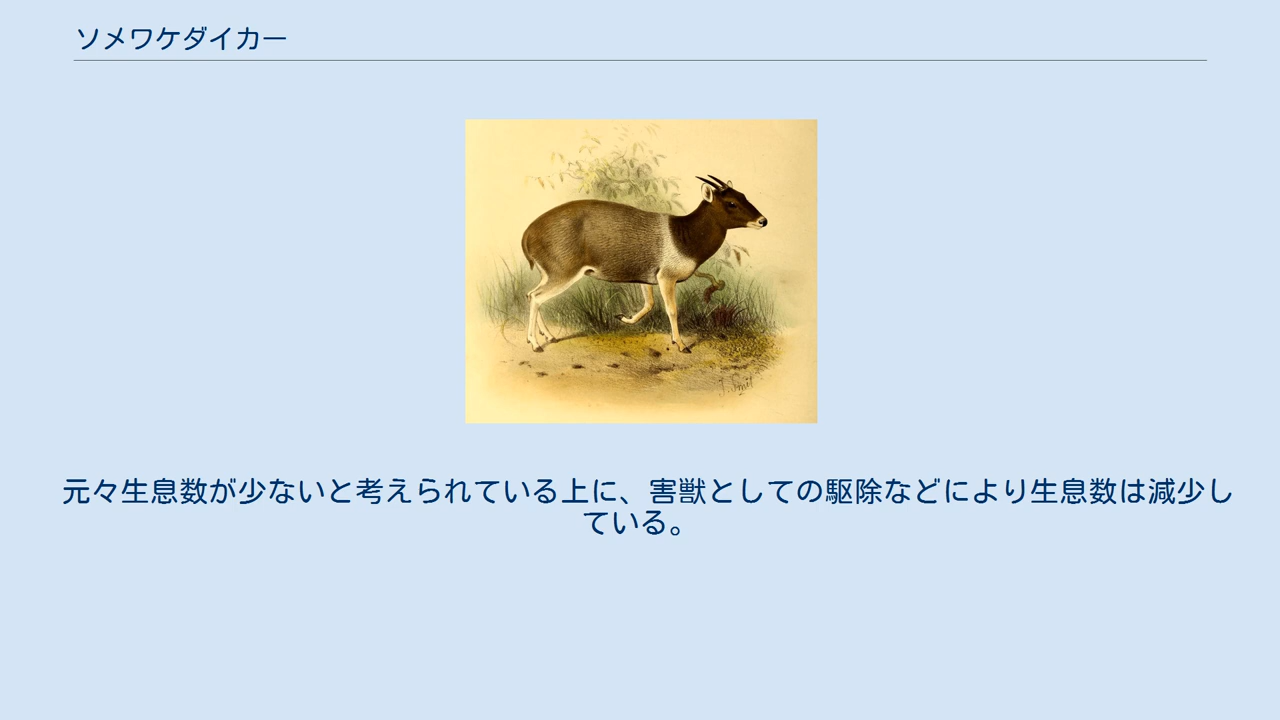 ソメワケダイカー
J. Smit
元々生息数が少ないと考えられている上に、害獣としての駆除などにより生息数は減少し
ている。